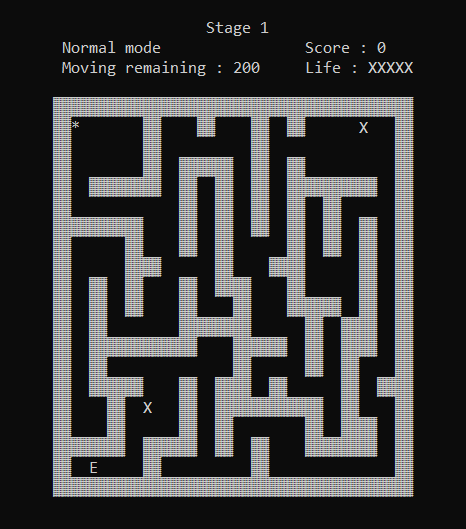 Stage 1
Normal mode Score : 0
Moving remaining : 200 Life : XXXXX
* X
X
E